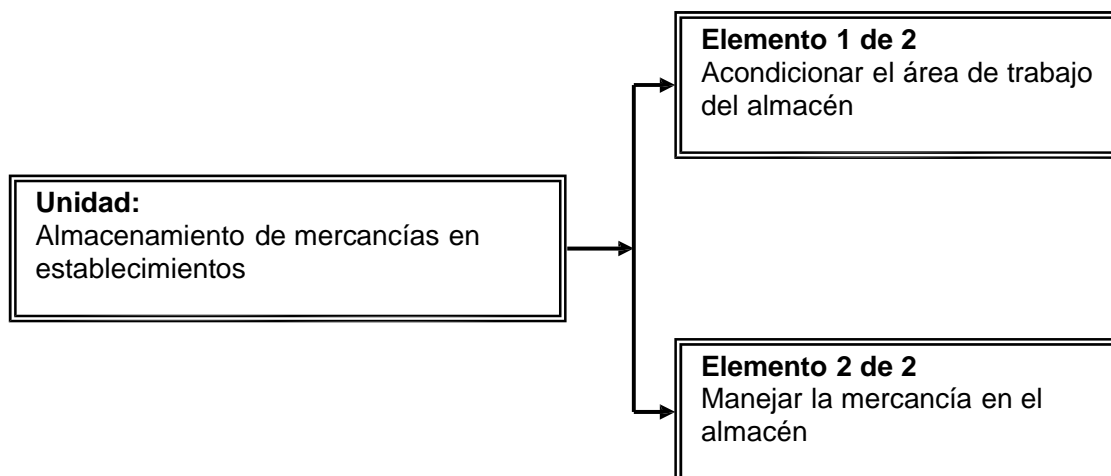 Elemento 1 de 2
Acondicionar el área de trabajo
del almacén
Unidad:
Almacenamiento de mercancías en
establecimientos
Elemento 2 de 2
Manejar la mercancía en el
almacén